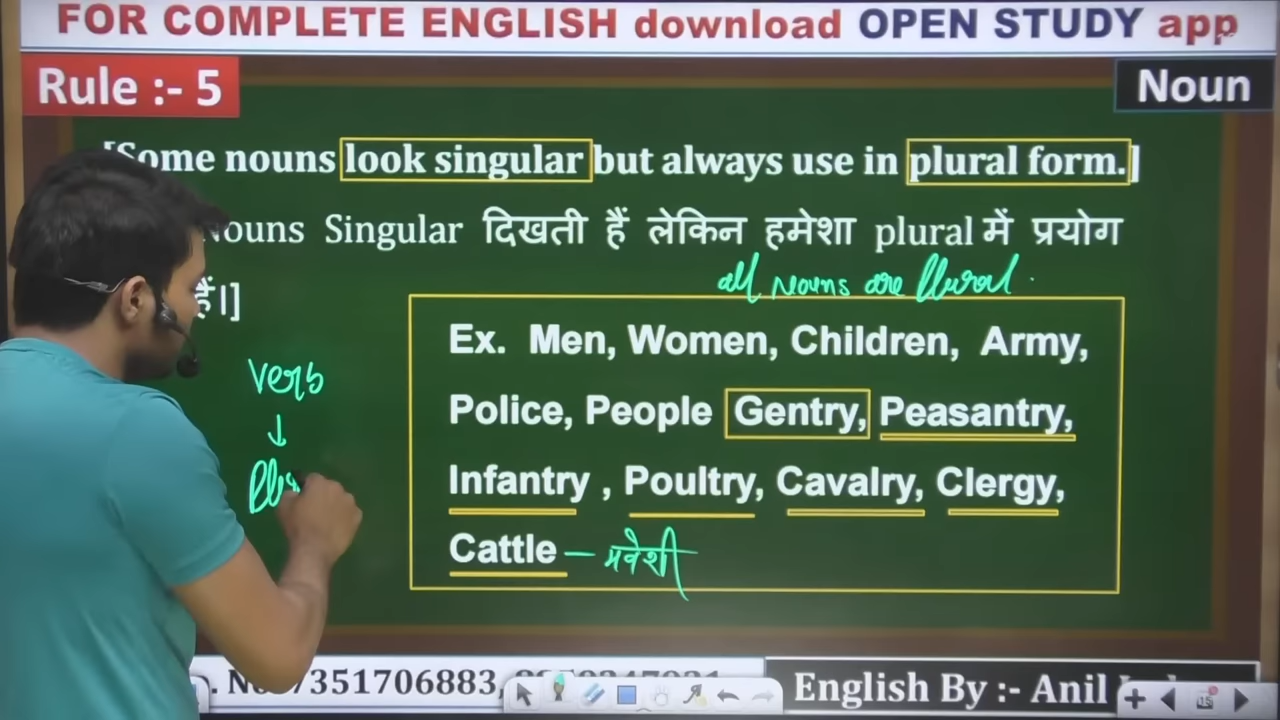 FOR COMPLETE ENGLISH download OPEN STUDY app
Rule :- 5
Noun
[Some nouns look singular but always use in plural form.]
Nouns Singular दिखती हैं लेकिन हमेशा plural में प्रयोग
हैं।]
all nouns are Plural.
Ex. Men, Women, Children, Army,
Police, People Gentry, Peasantry,
Infantry , Poultry, Cavalry, Clergy,
Cattle – मवेशी
verb
↓
7351706883,
English By :- Anil